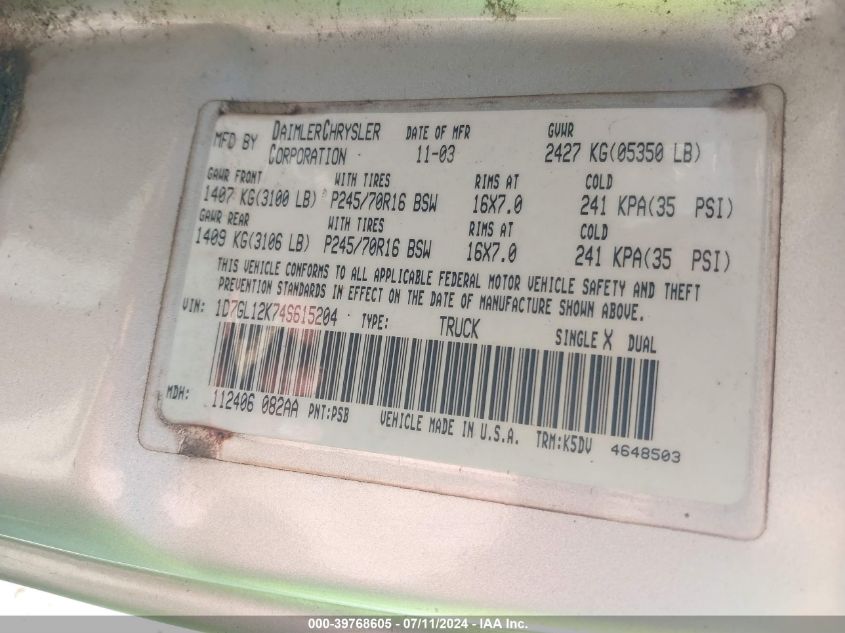 MFD BY DAIMLERCHRYSLER CORPORATION DATE OF MFR 11-03 GVWR 2427 KG(05350 LB)
GAWR FRONT WITH TIRES RIMS AT COLD
1407 KG(3100 LB) P245/70R16 BSW 16X7.0 241 KPA(35 PSI)
GAWR REAR WITH TIRES RIMS AT COLD
1409 KG(3106 LB) P245/70R16 BSW 16X7.0 241 KPA(35 PSI)
THIS VEHICLE CONFORMS TO ALL APPLICABLE FEDERAL MOTOR VEHICLE SAFETY AND THEFT
PREVENTION STANDARDS IN EFFECT ON THE DATE OF MANUFACTURE SHOWN ABOVE.
VIN: 1D7GL12K74S615204 TYPE: TRUCK SINGLE X DUAL
MDH: 112406 082AA PNT:PSB VEHICLE MADE IN U.S.A. TRM:K5DV 4648503
000-39768605 - 07/11/2024 - IAA Inc.